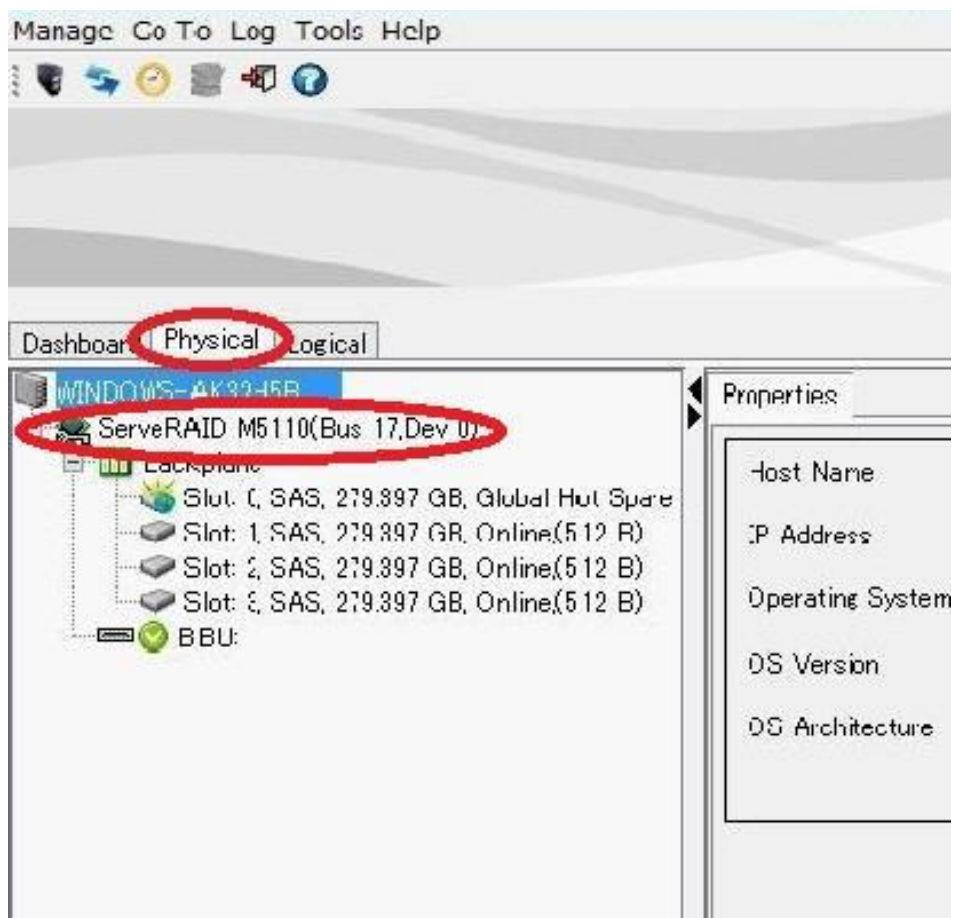 Manage Go To Log Tools Help
Dashboar Physical Logical
ServeRAID M5110(Bus 17,Dev 0)
Slot: 0, SAS, 279.397 GB, Global Hot Spare
Slot: 1, SAS, 279.397 GB, Online,(512 B)
Slot: 2, SAS, 279.397 GB, Online,(512 B)
Slot: 3, SAS, 279.397 GB, Online,(512 B)
BBU:
Properties
Host Name
IP Address
Operating System
OS Version
OS Architecture